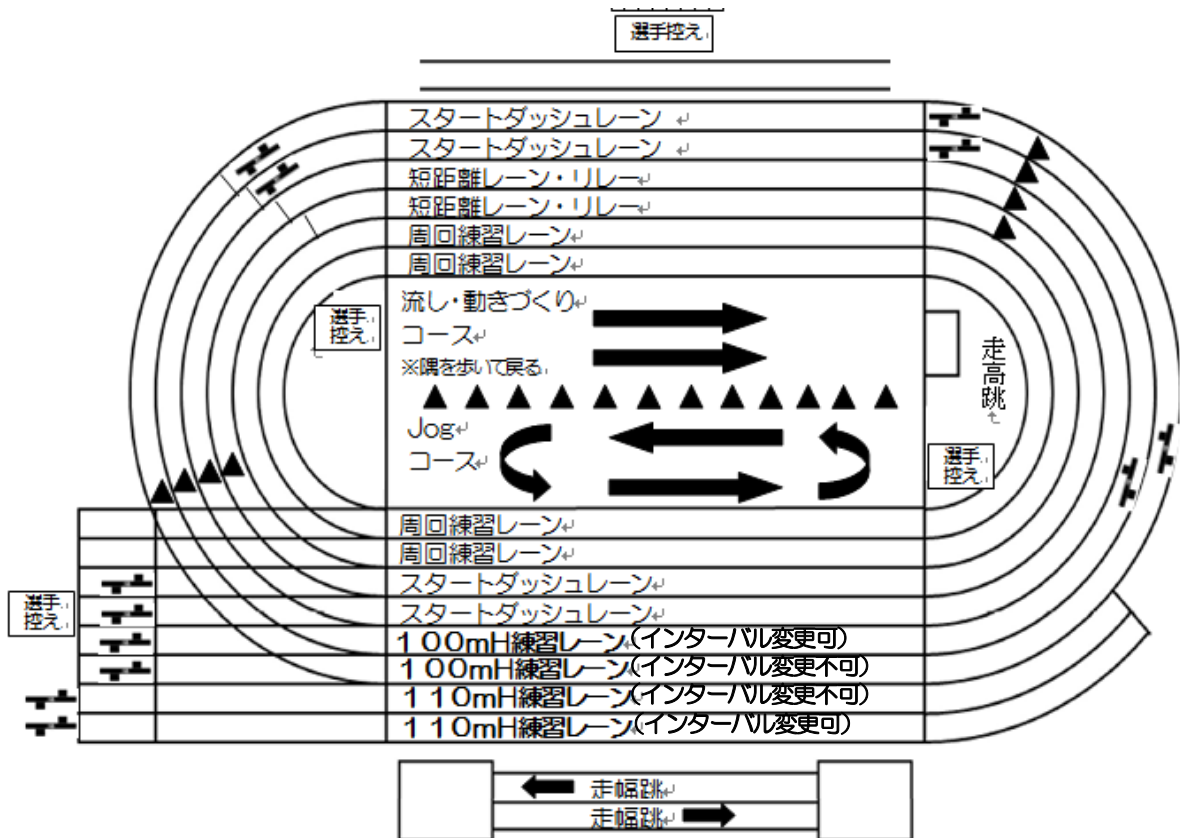 選手控え
スタートダッシュレーン
スタートダッシュレーン
短距離レーン・リレー
短距離レーン・リレー
周回練習レーン
周回練習レーン
流し・動きづくり
コース
※隅を歩いて戻る
選手
控え
走高跳
Jog
コース
選手
控え
周回練習レーン
周回練習レーン
スタートダッシュレーン
スタートダッシュレーン
選手
控え
100mH練習レーン(インターバル変更可)
100mH練習レーン(インターバル変更不可)
110mH練習レーン(インターバル変更不可)
110mH練習レーン(インターバル変更可)
走幅跳
走幅跳